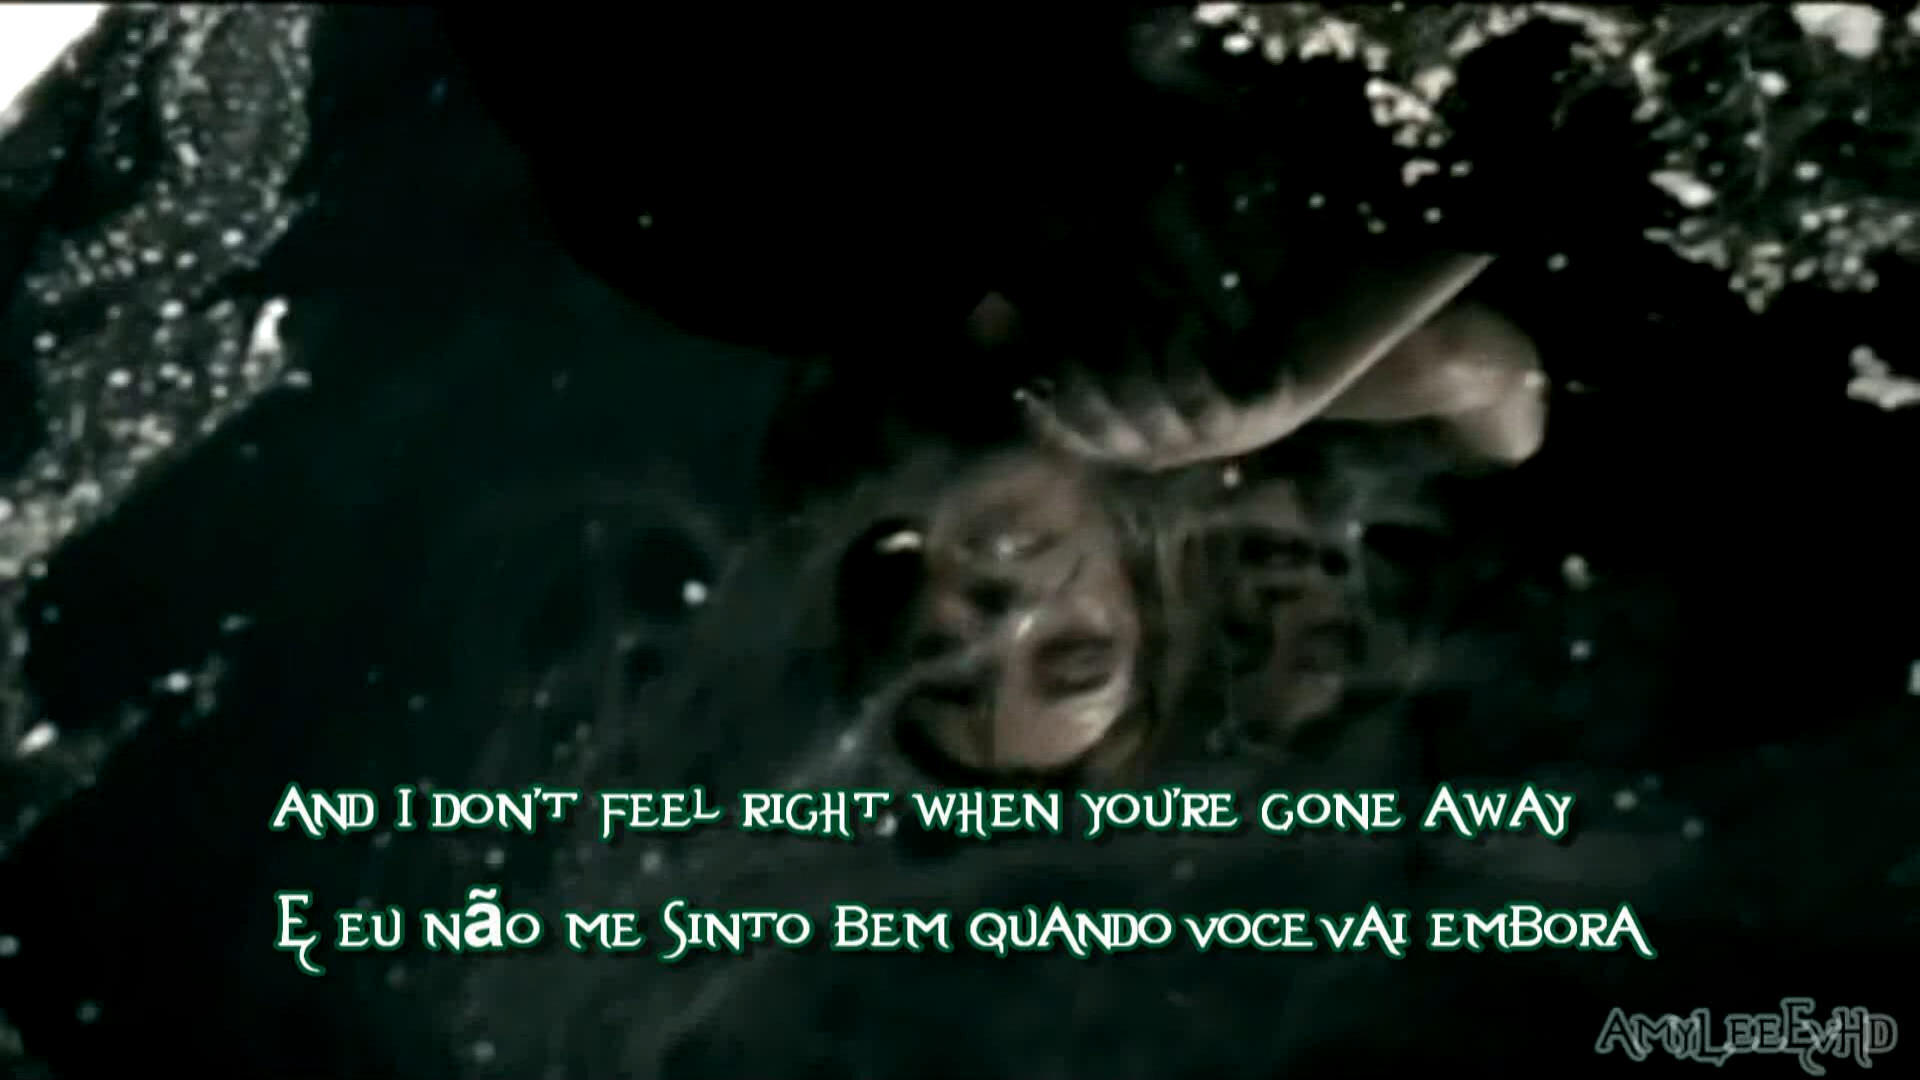 And I don't feel right when you're gone away
E eu não me sinto bem quando voce vai embora
AmyLeeEvHD